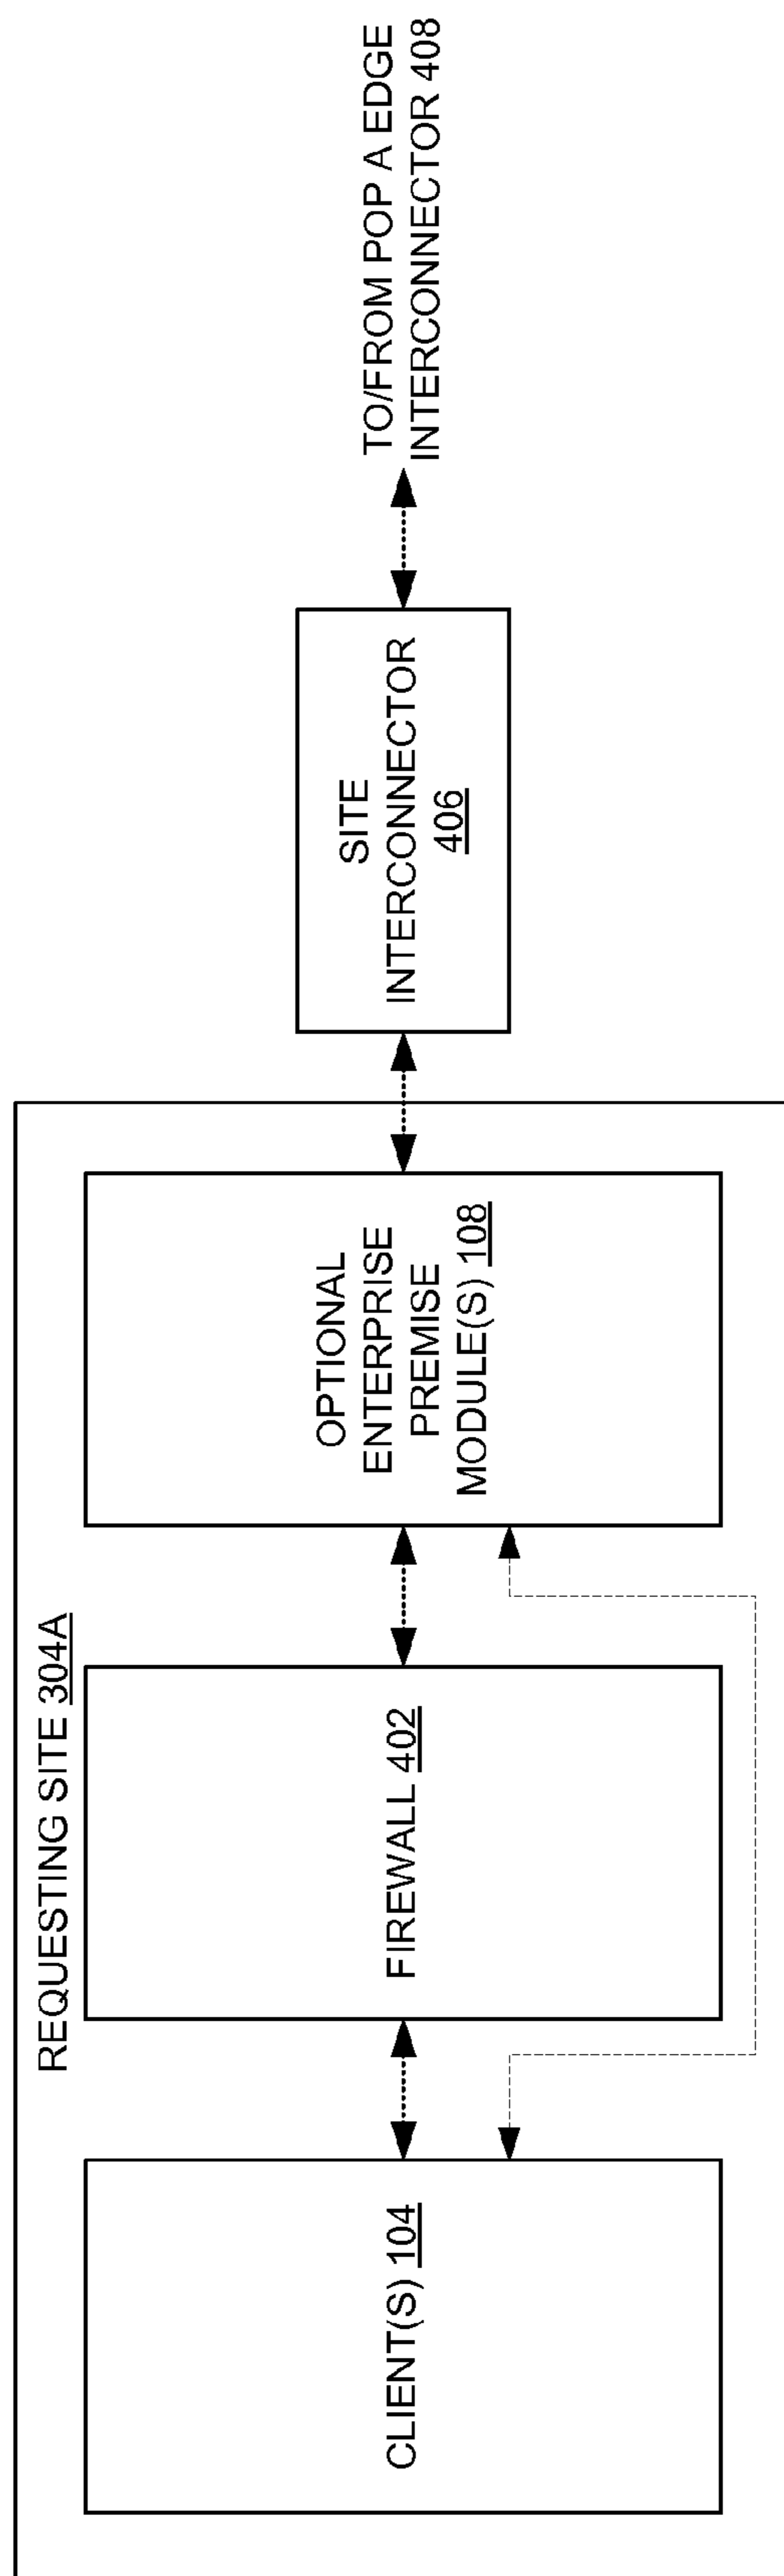 REQUESTING SITE 304A
CLIENT(S) 104
FIREWALL 402
OPTIONAL
ENTERPRISE
PREMISE
MODULE(S) 108
SITE
INTERCONNECTOR
406
TO/FROM POP A EDGE
INTERCONNECTOR 408